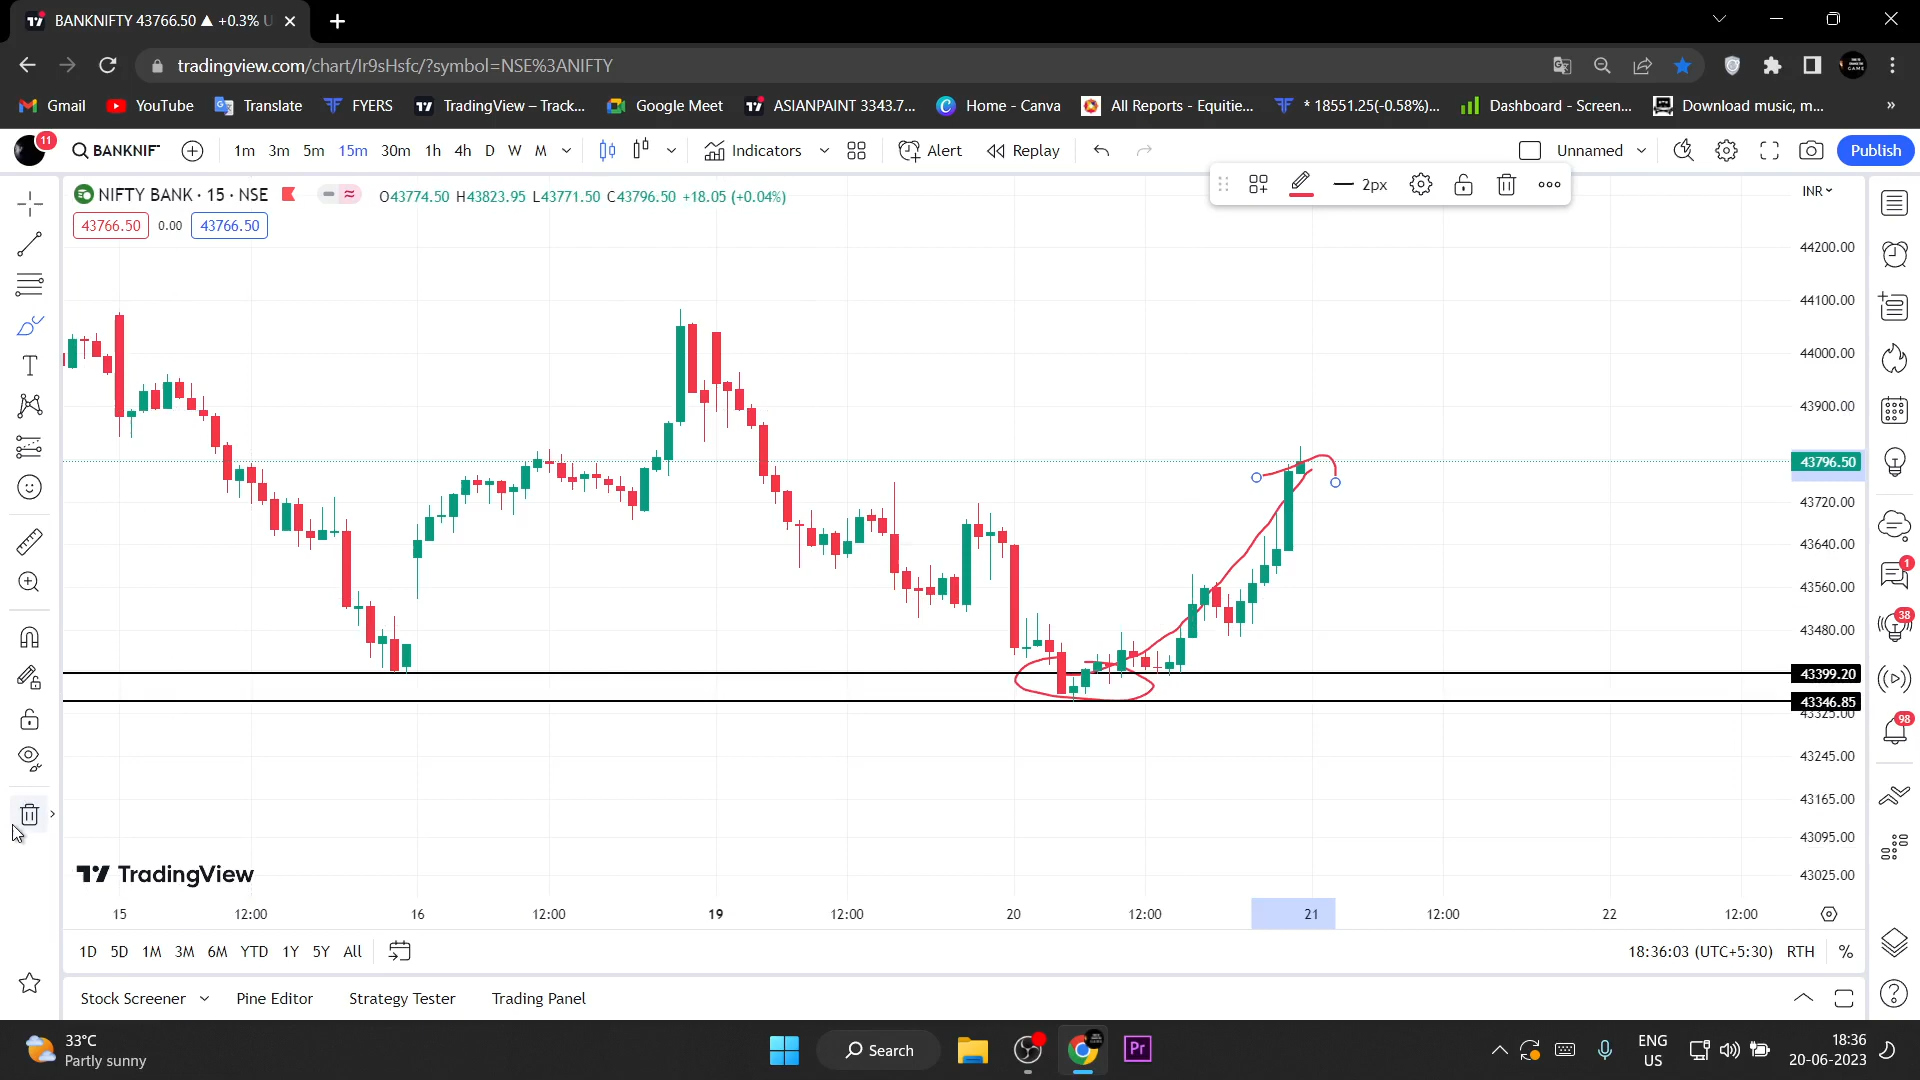 BANKNIFTY 43766.50 ▲ +0.3% U
tradingview.com/chart/Ir9sHsfc/?symbol=NSE%3ANIFTY
Gmail YouTube Translate FYERS TradingView – Track... Google Meet ASIANPAINT 3343.7... Home - Canva All Reports - Equitie... * 18551.25(-0.58%)... Dashboard - Screen... Download music, m... »
11 BANKNIF 1m 3m 5m 15m 30m 1h 4h D W M Indicators Alert Replay Unnamed Publish
2px
NIFTY BANK · 15 · NSE O43774.50 H43823.95 L43771.50 C43796.50 +18.05 (+0.04%) INR
43766.50 0.00 43766.50
44200.00
44100.00
44000.00
43900.00
43796.50
43720.00
43640.00
43560.00
43480.00
43399.20
43346.85
43325.00
43245.00
43165.00
43095.00
43025.00
1
38
98
TradingView
15 12:00 16 12:00 19 12:00 20 12:00 21 12:00 22 12:00
1D 5D 1M 3M 6M YTD 1Y 5Y All 18:36:03 (UTC+5:30) RTH %
Stock Screener Pine Editor Strategy Tester Trading Panel
33°C
Partly sunny
Search
Pr
ENG
US
18:36
20-06-2023